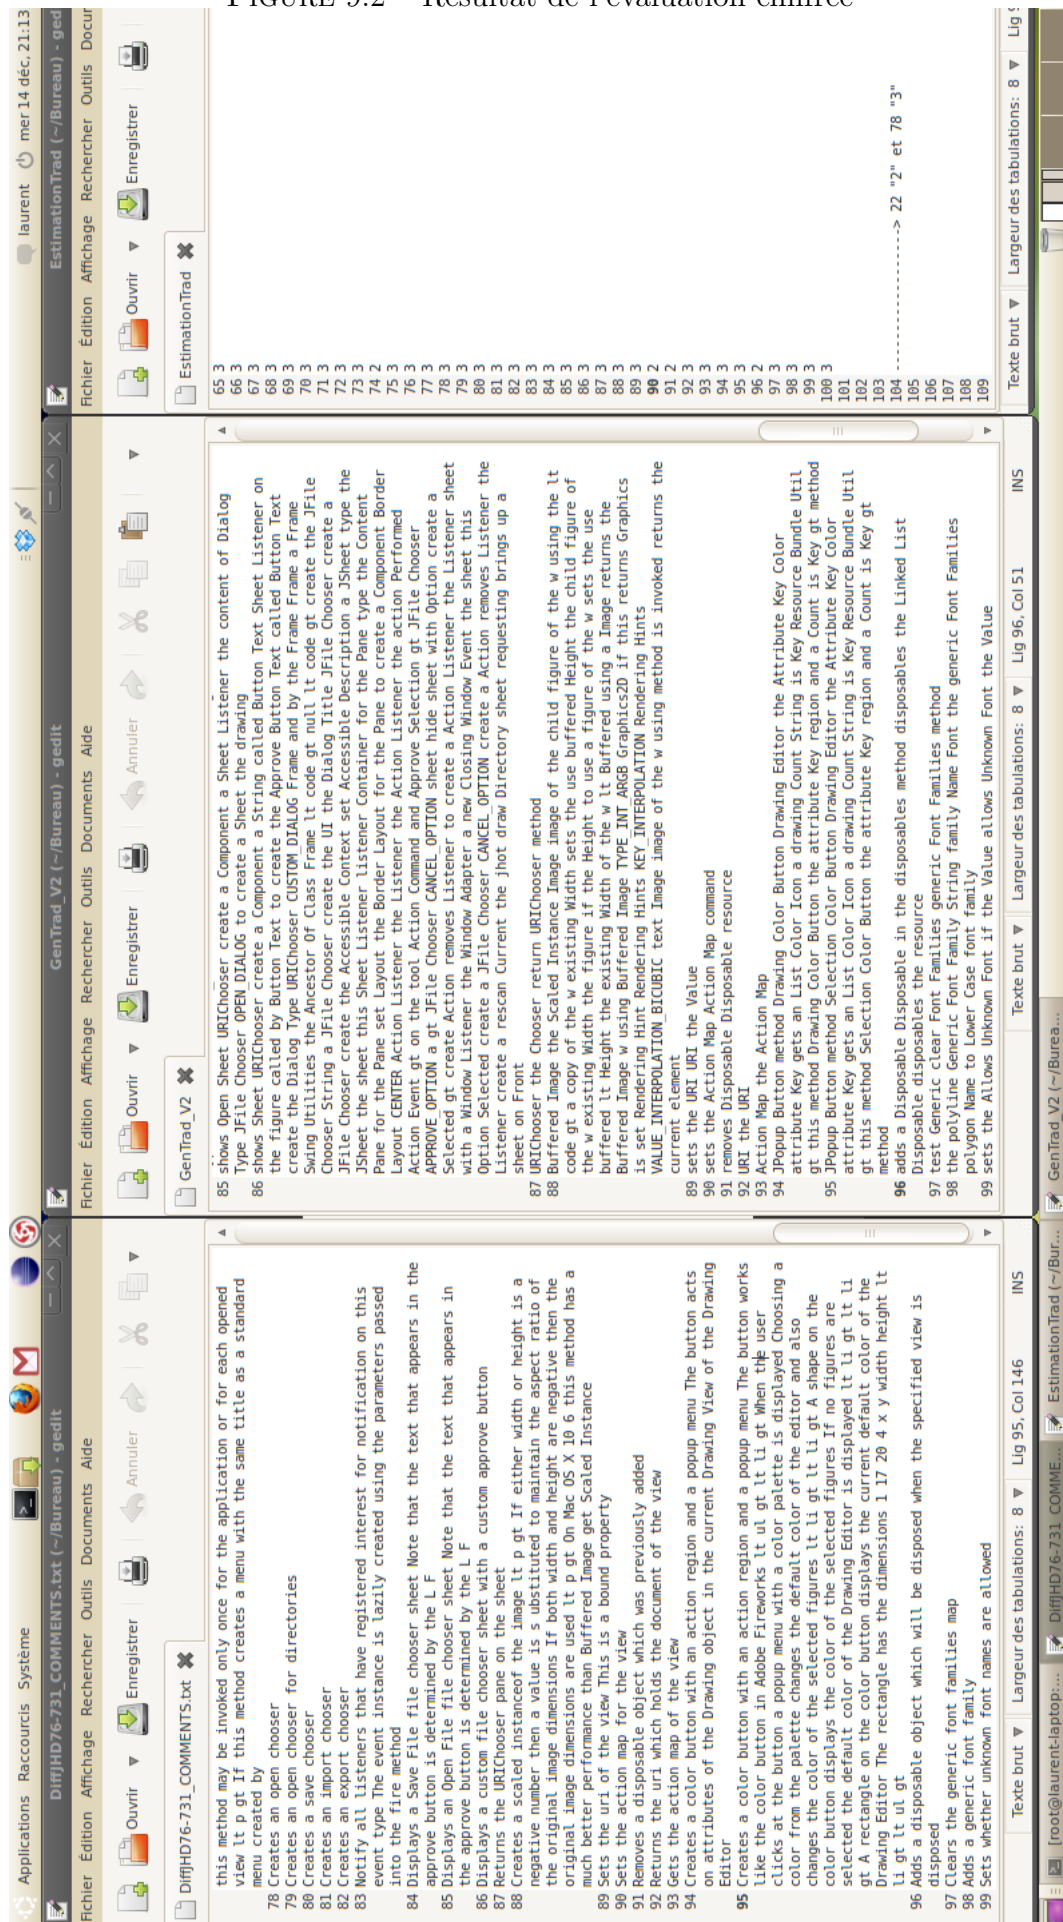 FIGURE 5.2 – Résultat de l'évaluation chiffrée
Applications Raccourcis Système
laurent mer 14 déc, 21:13
DiffJHD76-731_COMMENTS.txt (~/Bureau) - gedit
Fichier Édition Affichage Rechercher Outils Documents Aide
Ouvrir Enregistrer Annuler
DiffJHD76-731_COMMENTS.txt
this method may be invoked only once for the application or for each opened
view lt p gt If this method creates a menu with the same title as a standard
menu created by
78 Creates an open chooser
79 Creates an open chooser for directories
80 Creates a save chooser
81 Creates an import chooser
82 Creates an export chooser
83 Notify all listeners that have registered interest for notification on this
event type The event instance is lazily created using the parameters passed
into the fire method
84 Displays a Save File file chooser sheet Note that the text that appears in the
approve button is determined by the L F
85 Displays an Open File file chooser sheet Note that the text that appears in
the approve button is determined by the L F
86 Displays a custom file chooser sheet with a custom approve button
87 Returns the URIChooser pane on the sheet
88 Creates a scaled instanceof the image lt p gt If either width or height is a
negative number then a value is s ubstituted to maintain the aspect ratio of
the original image dimensions If both width and height are negative then the
original image dimensions are used lt p gt On Mac OS X 10 6 this method has a
much better performance than Buffered Image get Scaled Instance
89 Sets the uri of the view This is a bound property
90 Sets the action map for the view
91 Removes a disposable object which was previously added
92 Returns the uri which holds the document of the view
93 Gets the action map of the view
94 Creates a color button with an action region and a popup menu The button acts
on attributes of the Drawing object in the current Drawing View of the Drawing
Editor
95 Creates a color button with an action region and a popup menu The button works
like the color button in Adobe Fireworks lt ul gt lt li gt When the user
clicks at the button a popup menu with a color palette is displayed Choosing a
color from the palette changes the default color of the editor and also
changes the color of the selected figures lt li gt lt li gt A shape on the
color button displays the color of the selected figures If no figures are
selected the default color of the Drawing Editor is displayed lt li gt lt li
gt A rectangle on the color button displays the current default color of the
Drawing Editor The rectangle has the dimensions 1 17 20 4 x y width height lt
li gt lt ul gt
96 Adds a disposable object which will be disposed when the specified view is
disposed
97 Clears the generic font families map
98 Adds a generic font family
99 Sets whether unknown font names are allowed
Texte brut Largeur des tabulations: 8 Lig 95, Col 146 INS
GenTrad_V2 (~/Bureau) - gedit
Fichier Édition Affichage Rechercher Outils Documents Aide
Ouvrir Enregistrer Annuler
GenTrad_V2
85 shows Open Sheet URIChooser create a Component a Sheet Listener the content of Dialog
Type JFile Chooser OPEN_DIALOG to create a Sheet the drawing
86 shows Sheet URIChooser create a Component a String called Button Text Sheet Listener on
the figure called by Button Text to create the Approve Button Text called Button Text
create the Dialog Type URIChooser CUSTOM_DIALOG Frame and by the Frame Frame a Frame
Swing Utilities the Ancestor Of Class Frame lt code gt null lt code gt create the JFile
Chooser String a JFile Chooser create the UI the Dialog Title JFile Chooser create a
JFile Chooser create the Accessible Context set Accessible Description a JSheet type the
JSheet the sheet this Listener listener Container for the Pane type the Content
Pane for the Pane set Layout the Border Layout for the Pane to create a Component Border
Layout CENTER Action Listener the Listener the Action Listener the action Performed
Action Event gt on the tool Action Command and Approve Selection gt JFile Chooser
APPROVE_OPTION a gt JFile Chooser CANCEL_OPTION sheet hide sheet with Option create a
Selected gt create Action removes Listener to create a Action Listener the Listener sheet
with a Window Listener the Window Adapter a new Closing Window Event the sheet this
Option Selected create a JFile Chooser CANCEL_OPTION create a Action removes Listener the
Listener create a rescan Current the jhot draw Directory sheet requesting brings up a
sheet on Front
87 URIChooser the Chooser return URIChooser method
88 Buffered Image the Scaled Instance Image image of the child figure of the w using the lt
code gt a copy of the w existing Width sets the use buffered Height the child figure of
the w existing Width the figure if the Height to use a figure of the w sets the use
buffered lt Height the existing Width of the w lt Buffered using a Image returns the
Buffered Image w using Buffered Image TYPE_INT_ARGB Graphics2D if this returns Graphics
is set Rendering Hint Rendering Hints KEY_INTERPOLATION Rendering Hints
VALUE_INTERPOLATION_BICUBIC text Image image of the w using method is invoked returns the
current element
89 sets the URI URI the Value
90 sets the Action Map Action Map command
91 removes Disposable Disposable resource
92 URI the URI
93 Action Map the Action Map
94 JPopup Button method Drawing Color Button Drawing Editor the Attribute Key Color
attribute Key gets an List Color Icon a drawing Count String is Key Resource Bundle Util
gt this method Drawing Color Button the attribute Key region and a Count is Key gt method
95 JPopup Button method Selection Color Button Drawing Editor the Attribute Key Color
attribute Key gets an List Color Icon a drawing Count String is Key Resource Bundle Util
gt this method Selection Color Button the attribute Key region and a Count is Key gt
method
96 adds a Disposable Disposable in the disposables method disposables the Linked List
Disposable disposables the resource
97 test Generic clear Font Families generic Font Families method
98 the polyline Generic Font Family String family Name Font the generic Font Families
polygon Name to Lower Case font family
99 sets the Allows Unknown Font if the Value allows Unknown Font the Value
Texte brut Largeur des tabulations: 8 Lig 96, Col 51 INS
EstimationTrad (~/Bureau) - ged
Fichier Édition Affichage Rechercher Outils Docur
Ouvrir Enregistrer
EstimationTrad
65 3
66 3
67 3
68 3
69 3
70 3
71 3
72 3
73 3
74 2
75 3
76 3
77 3
78 3
79 3
80 3
81 3
82 3
83 3
84 3
85 3
86 2
87 3
88 3
89 3
90 2
91 2
92 3
93 3
94 3
95 3
96 2
97 3
98 3
99 3
100 3
101
102
103
104 ----------------> 22 "2" et 78 "3"
105
106
107
108
109
Texte brut Largeur des tabulations: 8 Lig
[root@laurent-laptop:... DiffJHD76-731_COMME... EstimationTrad (~/Bur... GenTrad_V2 (~/Burea...